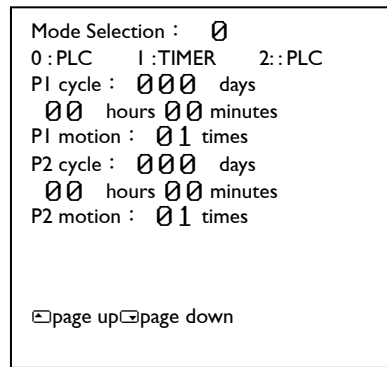 Mode Selection： 0
0 : PLC 1 :TIMER 2: : PLC
P1 cycle： 000 days
00 hours 00 minutes
P1 motion： 01 times
P2 cycle： 000 days
00 hours 00 minutes
P2 motion： 01 times
page up page down